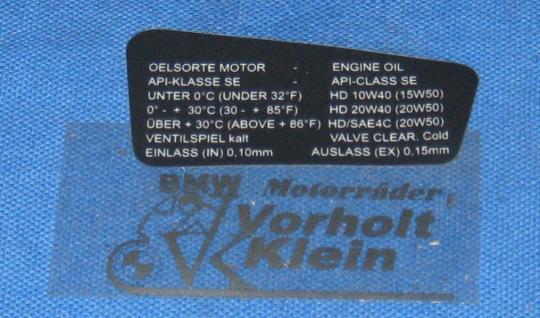 OELSORTE MOTOR - ENGINE OIL
API-KLASSE SE - API-CLASS SE
UNTER 0°C (UNDER 32°F) HD 10W40 (15W50)
0° - + 30°C (30 - + 85°F) HD 20W40 (20W50)
ÜBER + 30°C (ABOVE + 86°F) HD/SAE4C (20W50)
VENTILSPIEL kalt VALVE CLEAR. Cold
EINLASS (IN) 0,10mm AUSLASS (EX) 0,15mm
BMW Motorräder
Vorholt
Klein